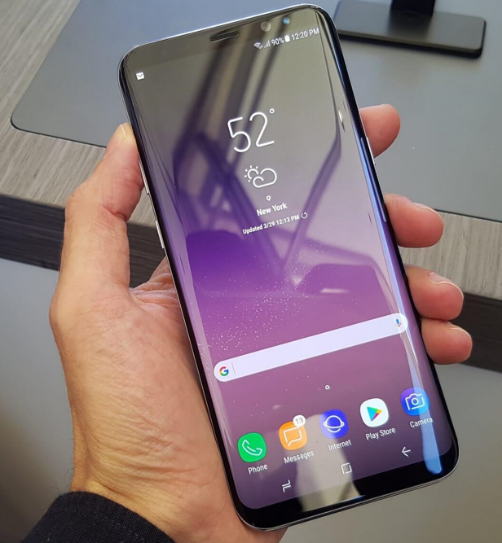 90% 12:20 PM
52°
New York
Updated 3/29 12:13 PM
G
11
Phone
Messages
Internet
Play Store
Camera